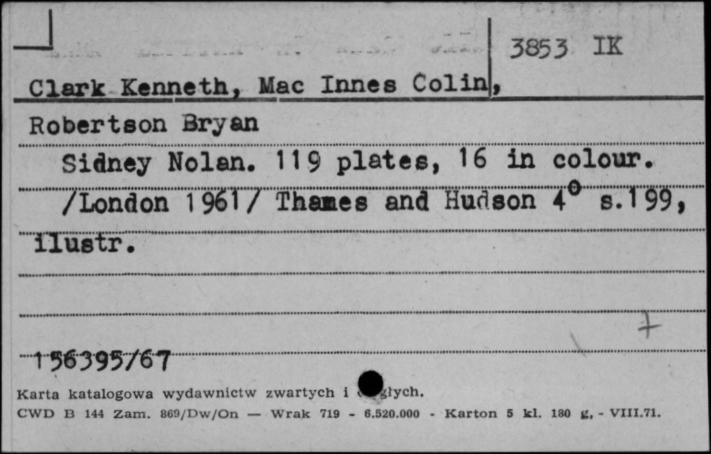 3853 IK
Clark Kenneth, Mac Innes Colin,
Robertson Bryan
Sidney Nolan. 119 plates, 16 in colour.
/London 1961/ Thames and Hudson 4° s.199,
ilustr.
156395/67
Karta katalogowa wydawnictw zwartych i
CWD B 144 Zam. 869/Dw/On — Wrak 719 - 6.520.000 - Karton 5 kl. 180 g, - VIII.71.